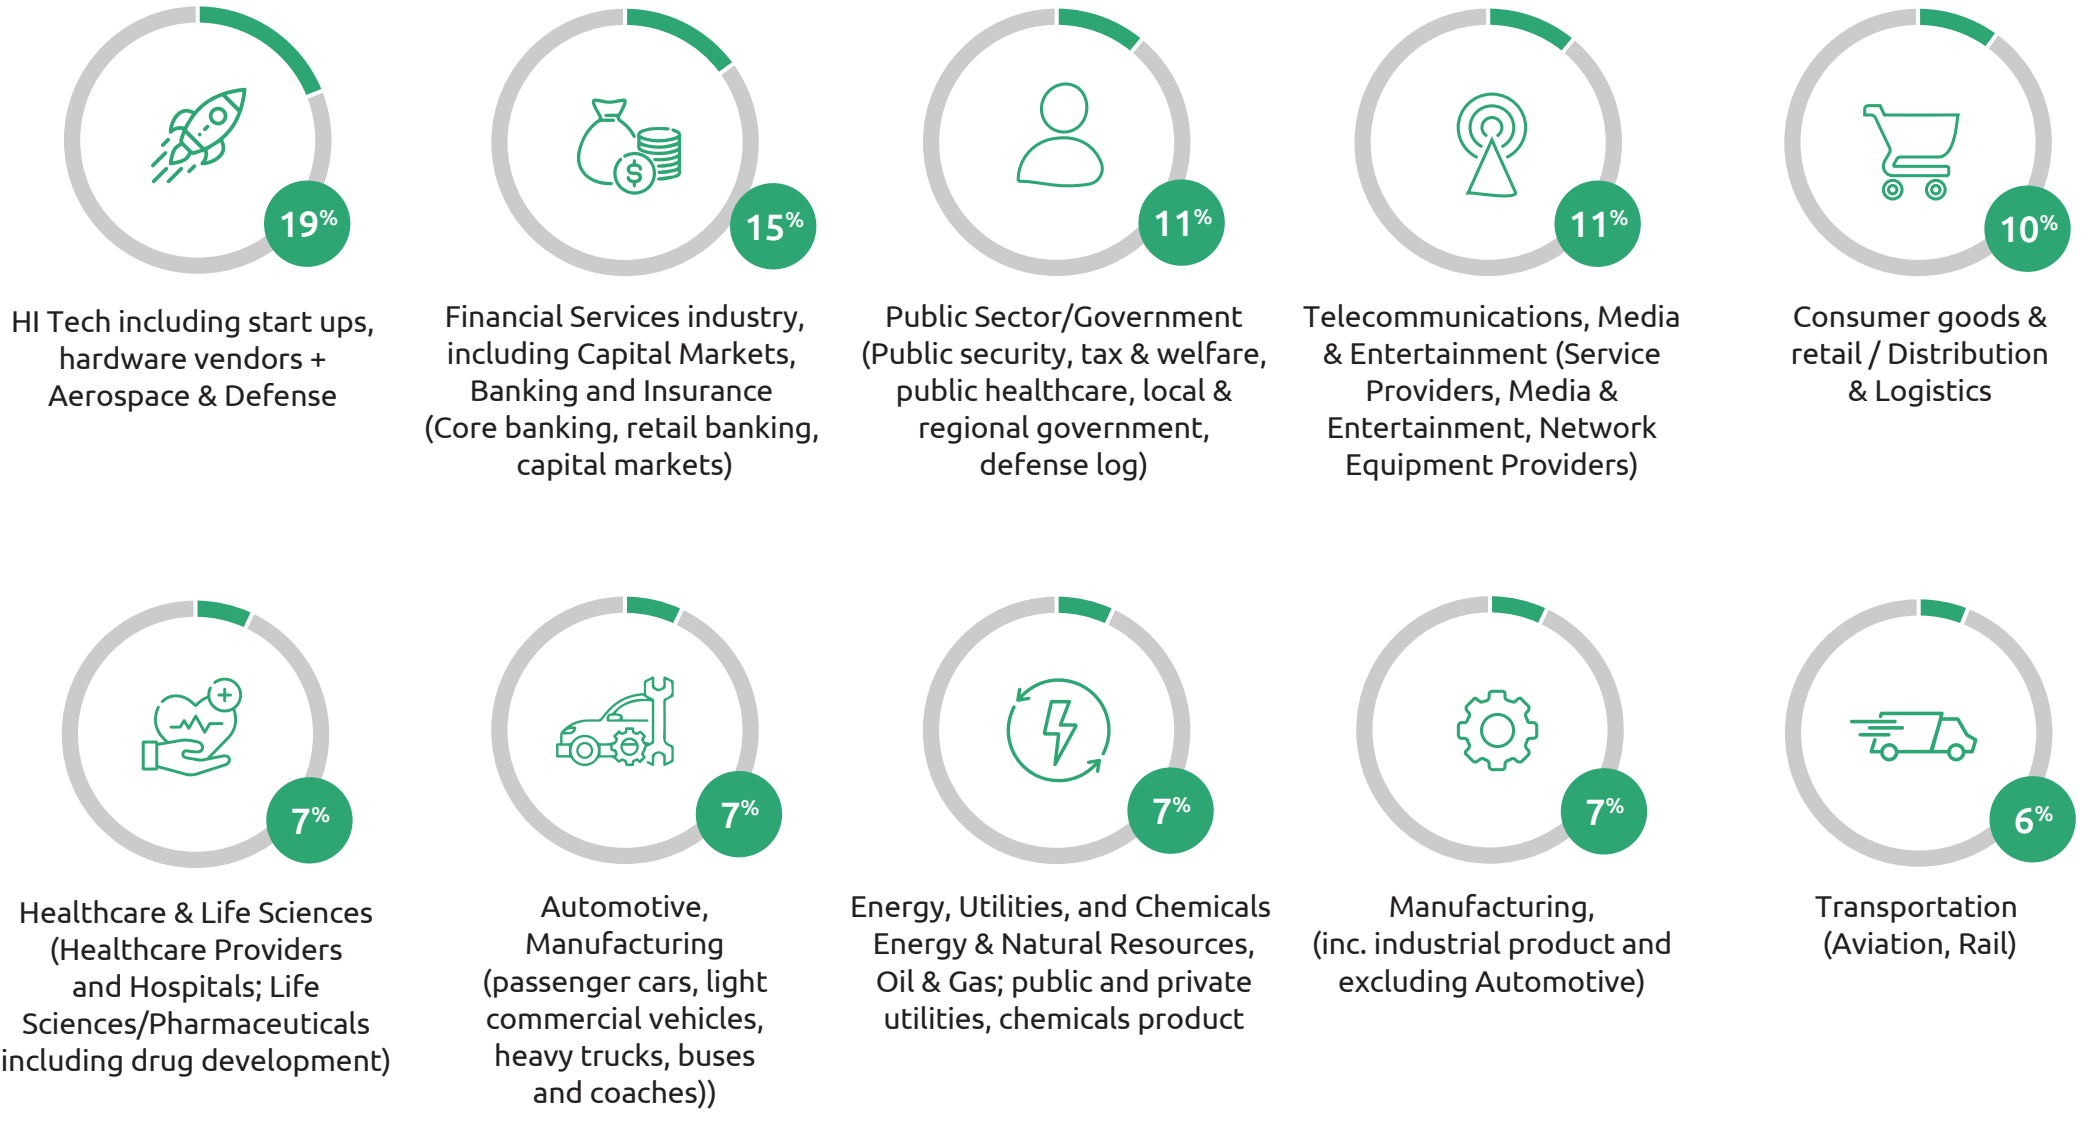 19%
HI Tech including start ups,
hardware vendors +
Aerospace & Defense
$
15%
Financial Services industry,
including Capital Markets,
Banking and Insurance
(Core banking, retail banking,
capital markets)
11%
Public Sector/Government
(Public security, tax & welfare,
public healthcare, local &
regional government,
defense log)
11%
Telecommunications, Media
& Entertainment (Service
Providers, Media &
Entertainment, Network
Equipment Providers)
10%
Consumer goods &
retail / Distribution
& Logistics
7%
Healthcare & Life Sciences
(Healthcare Providers
and Hospitals; Life
Sciences/Pharmaceuticals
including drug development)
7%
Automotive,
Manufacturing
(passenger cars, light
commercial vehicles,
heavy trucks, buses
and coaches))
7%
Energy, Utilities, and Chemicals
Energy & Natural Resources,
Oil & Gas; public and private
utilities, chemicals product
7%
Manufacturing,
(inc. industrial product and
excluding Automotive)
6%
Transportation
(Aviation, Rail)